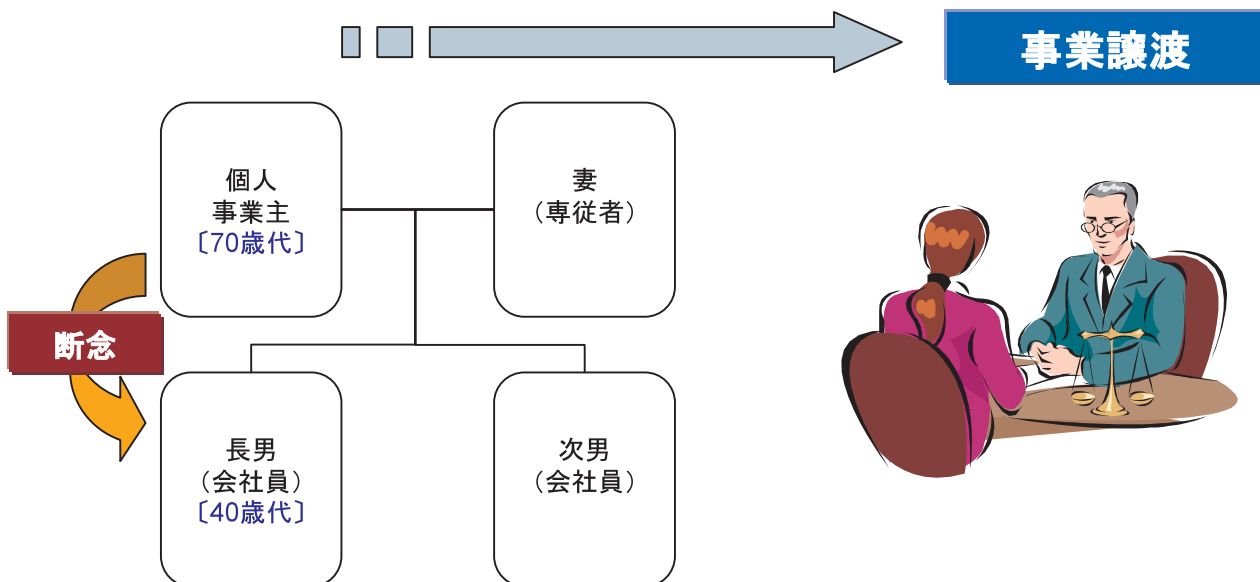 事業譲渡
個人
事業主
〔70歳代〕
妻
（専従者）
断念
長男
（会社員）
〔40歳代〕
次男
（会社員）